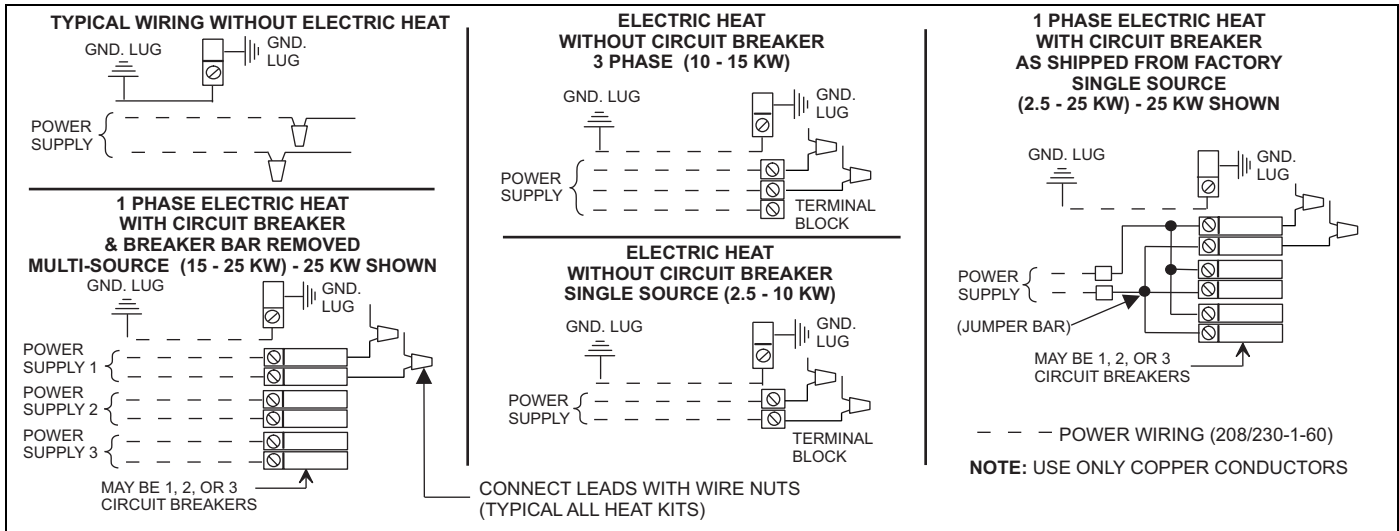 TYPICAL WIRING WITHOUT ELECTRIC HEAT
GND. LUG
GND.
LUG
POWER
SUPPLY
1 PHASE ELECTRIC HEAT
WITH CIRCUIT BREAKER
& BREAKER BAR REMOVED
MULTI-SOURCE (15 - 25 KW) - 25 KW SHOWN
GND. LUG
GND.
LUG
POWER
SUPPLY 1
POWER
SUPPLY 2
POWER
SUPPLY 3
MAY BE 1, 2, OR 3
CIRCUIT BREAKERS
CONNECT LEADS WITH WIRE NUTS
(TYPICAL ALL HEAT KITS)
ELECTRIC HEAT
WITHOUT CIRCUIT BREAKER
3 PHASE (10 - 15 KW)
GND. LUG
GND.
LUG
POWER
SUPPLY
TERMINAL
BLOCK
ELECTRIC HEAT
WITHOUT CIRCUIT BREAKER
SINGLE SOURCE (2.5 - 10 KW)
GND. LUG
GND.
LUG
POWER
SUPPLY
TERMINAL
BLOCK
1 PHASE ELECTRIC HEAT
WITH CIRCUIT BREAKER
AS SHIPPED FROM FACTORY
SINGLE SOURCE
(2.5 - 25 KW) - 25 KW SHOWN
GND. LUG
GND.
LUG
POWER
SUPPLY
(JUMPER BAR)
MAY BE 1, 2, OR 3
CIRCUIT BREAKERS
POWER WIRING (208/230-1-60)
NOTE: USE ONLY COPPER CONDUCTORS